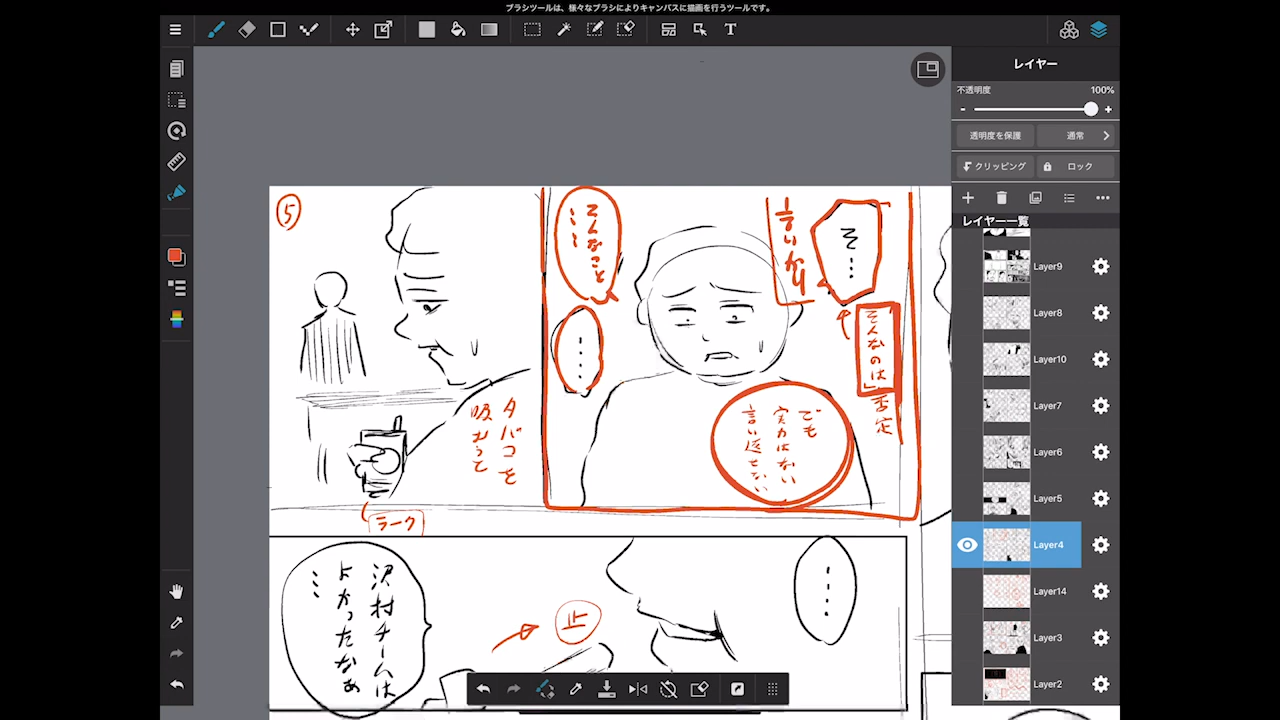 ブラシツールは、様々なブラシによりキャンバスに描画を行うツールです。
T
レイヤー
不透明度
100%
-
+
透明度を保護
通常
クリッピング
ロック
レイヤー一覧
Layer9
Layer8
Layer10
Layer7
Layer6
Layer5
Layer4
Layer14
Layer3
Layer2
そ…
言いかけ
そんなのは」
否定
でも
実力はない
言い返せない
そんなこと
……
……
⑤
タバコを
吸おうと
ラーク
……
止
沢村チームは
よかったなぁ
……